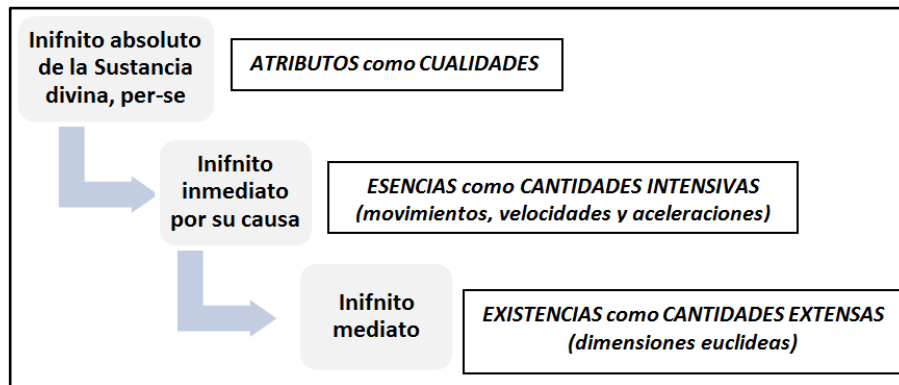 Inifnito absoluto
de la Sustancia
divina, per-se
ATRIBUTOS como CUALIDADES
Inifnito
inmediato
por su causa
ESENCIAS como CANTIDADES INTENSIVAS
(movimientos, velocidades y aceleraciones)
Inifnito
mediato
EXISTENCIAS como CANTIDADES EXTENSAS
(dimensiones euclideas)